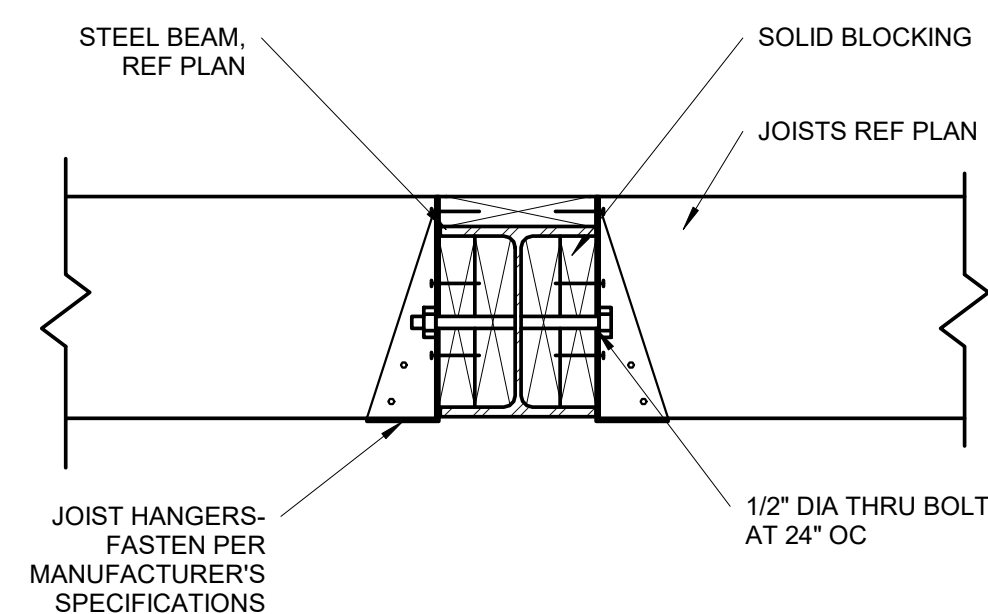 STEEL BEAM,
REF PLAN
SOLID BLOCKING
JOISTS REF PLAN
JOIST HANGERS-
FASTEN PER
MANUFACTURER'S
SPECIFICATIONS
1/2" DIA THRU BOLT
AT 24" OC